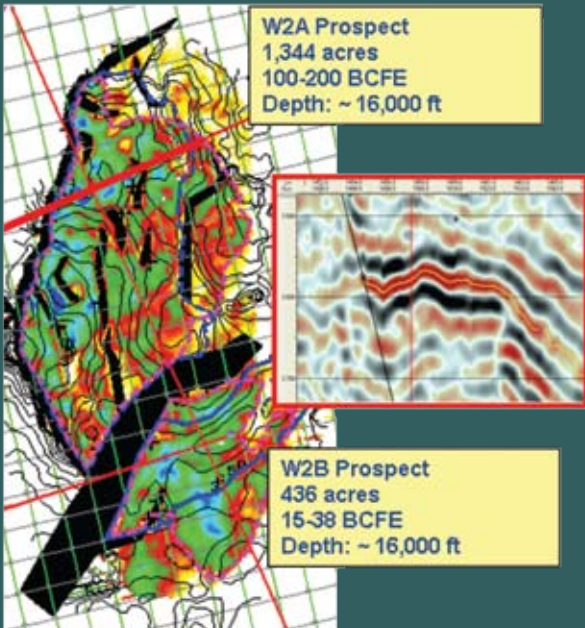 W2A Prospect
1,344 acres
100-200 BCFE
Depth: ~ 16,000 ft
W2B Prospect
436 acres
15-38 BCFE
Depth: ~ 16,000 ft